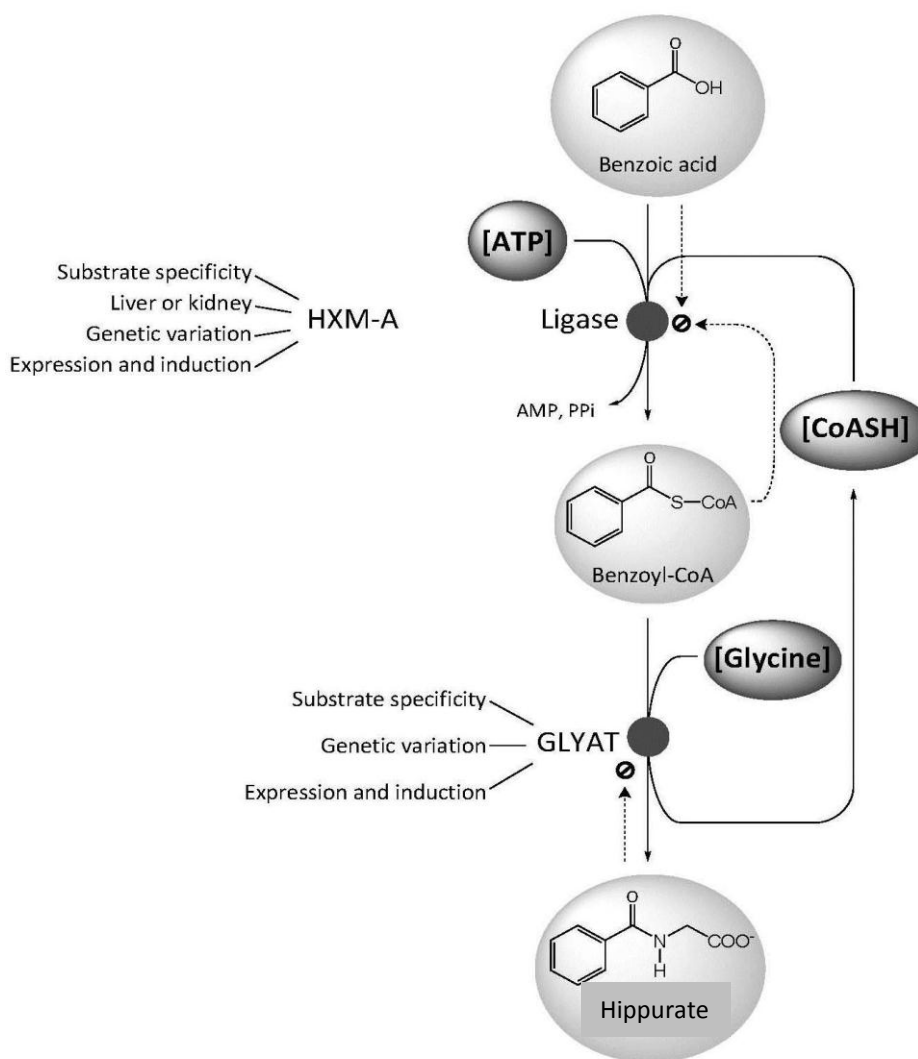 O
OH
Benzoic acid
[ATP]
Substrate specificity
Liver or kidney
HXM-A
Genetic variation
Expression and induction
Ligase
AMP, PPi
[CoASH]
O
S
CoA
Benzoyl-CoA
[Glycine]
Substrate specificity
Genetic variation
GLYAT
Expression and induction
O
N
H
COO-
Hippurate